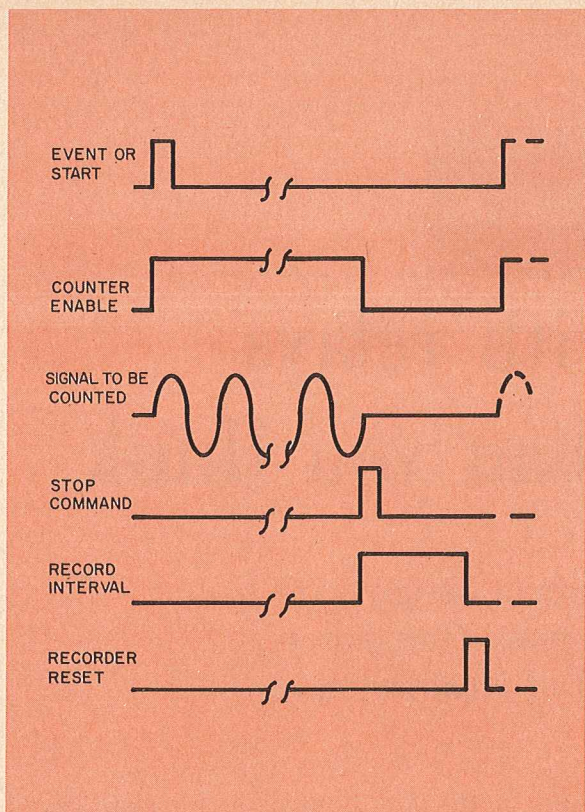 EVENT OR
START
COUNTER
ENABLE
SIGNAL TO BE
COUNTED
STOP
COMMAND
RECORD
INTERVAL
RECORDER
RESET